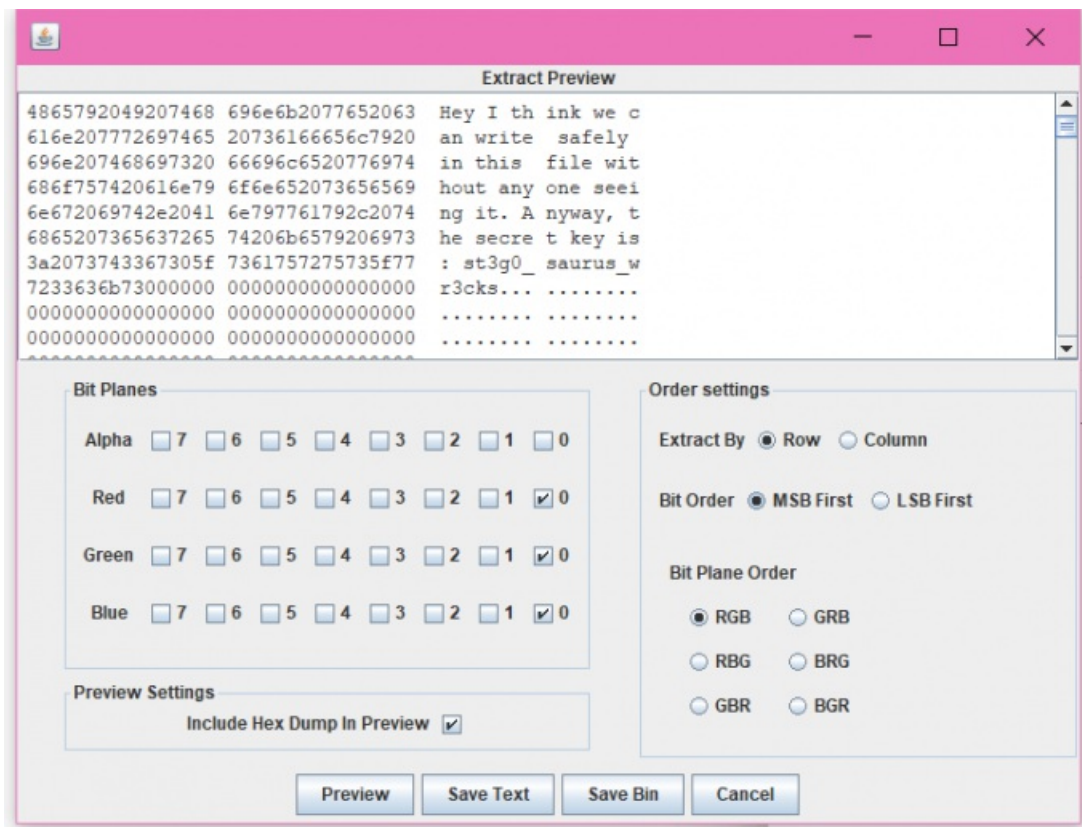 Extract Preview
4865792049207468 696e6b2077652063 Hey I th ink we c
616e207772697465 20736166656c7920 an write  safely 
696e207468697320 66696c6520776974 in this  file wit
686f757420616e79 6f6e652073656569 hout any one seei
6e672069742e2041 6e797761792c2074 ng it. A nyway, t
6865207365637265 74206b6579206973 he secre t key is
3a2073743367305f 7361757275735f77 : st3g0_ saurus_w
7233636b73000000 0000000000000000 r3cks... ........
0000000000000000 0000000000000000 ........ ........
0000000000000000 0000000000000000 ........ ........
Bit Planes
Alpha 7 6 5 4 3 2 1 0
Red 7 6 5 4 3 2 1 0
Green 7 6 5 4 3 2 1 0
Blue 7 6 5 4 3 2 1 0
Preview Settings
Include Hex Dump In Preview
Order settings
Extract By Row Column
Bit Order MSB First LSB First
Bit Plane Order
RGB GRB
RBG BRG
GBR BGR
Preview Save Text Save Bin Cancel